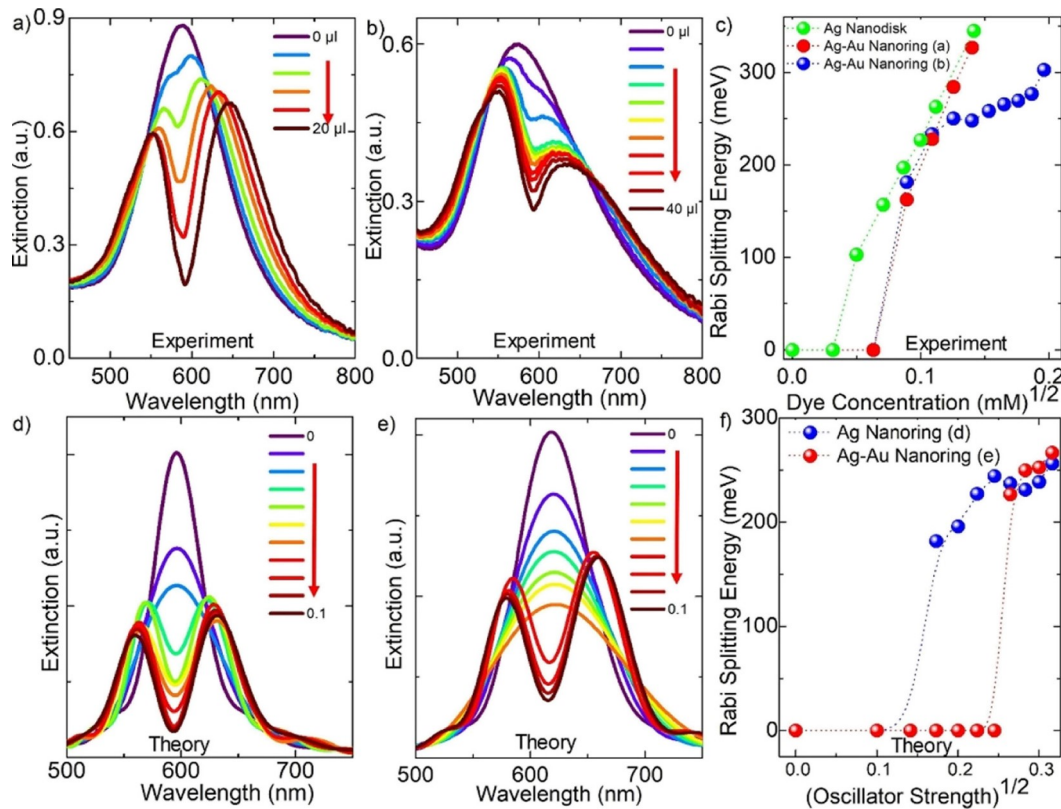 a)
0 µl
20 µl
0.9
0.6
0.3
0.0
Extinction (a.u.)
Experiment
500 600 700 800
Wavelength (nm)
b)
0 µl
40 µl
0.6
0.3
0.0
Extinction (a.u.)
Experiment
500 600 700 800
Wavelength (nm)
c)
Ag Nanodisk
Ag-Au Nanoring (a)
Ag-Au Nanoring (b)
300
200
100
0
Rabi Splitting Energy (meV)
Experiment
0.0 0.1 0.2
Dye Concentration (mM)1/2
d)
0
0.1
Extinction (a.u.)
Theory
500 600 700
Wavelength (nm)
e)
0
0.1
Extinction (a.u.)
Theory
500 600 700
Wavelength (nm)
f)
Ag Nanoring (d)
Ag-Au Nanoring (e)
300
200
100
0
Rabi Splitting Energy (meV)
Theory
0.0 0.1 0.2 0.3
(Oscillator Strength)1/2